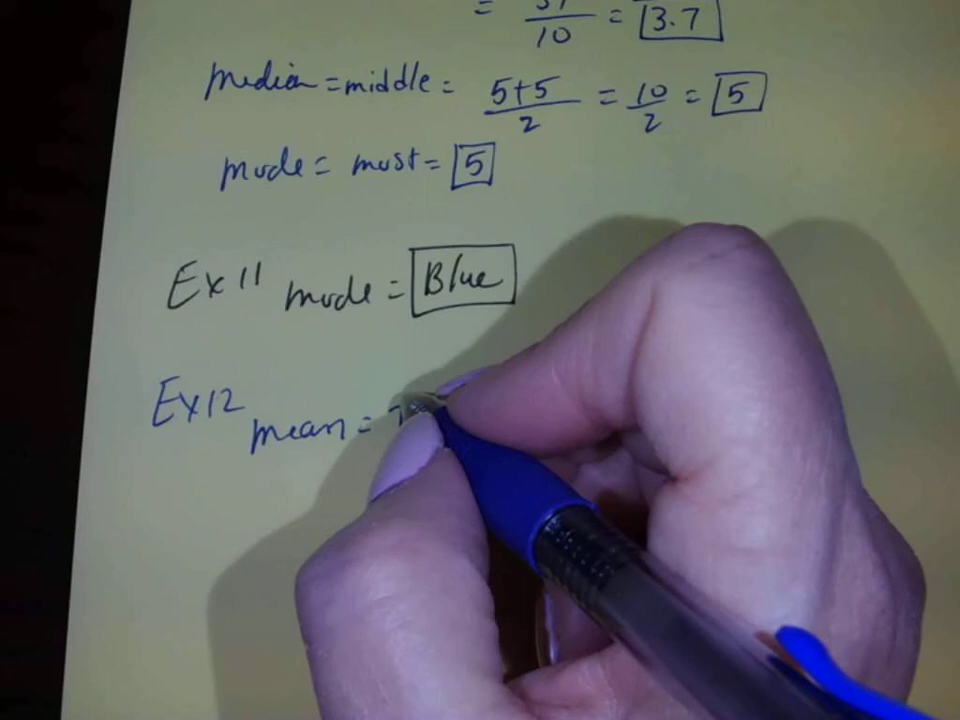 = 37/10 = 3.7
median = middle = 5+5/2 = 10/2 = 5
mode = most = 5
Ex 11 mode = Blue
Ex 12 mean =